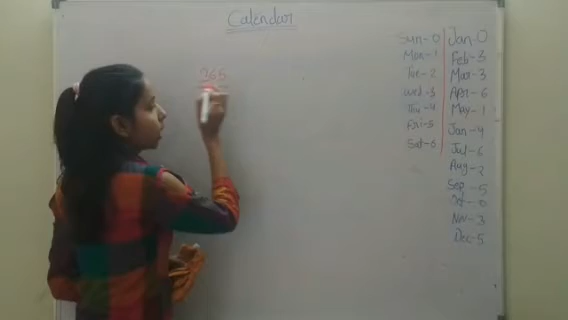 Calendar
365
Sun-0
Mon-1
Tue-2
Wed-3
Thu-4
Fri-5
Sat-6
Jan-0
Feb-3
Mar-3
Apr-6
May-1
Jan-4
Jul-6
Aug-2
Sep-5
Oct-0
Nov-3
Dec-5